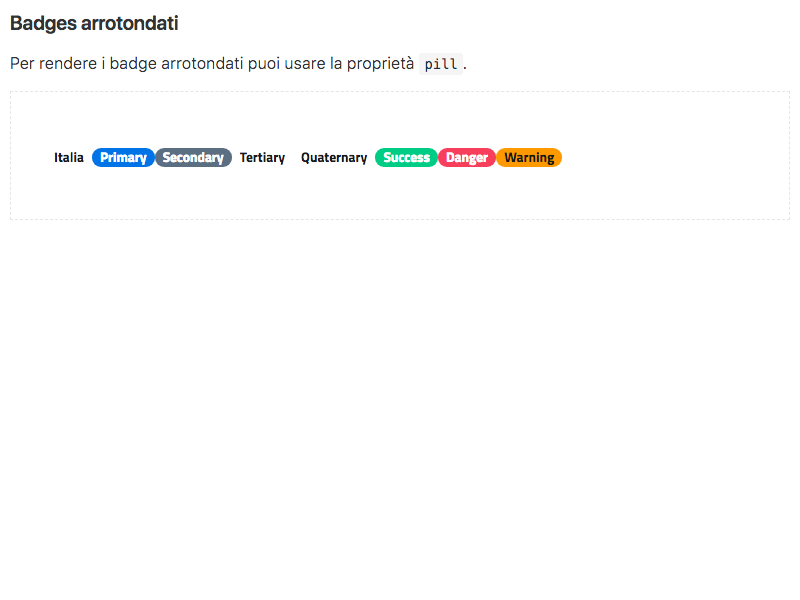 Badges arrotondati
Per rendere i badge arrotondati puoi usare la proprietà pill.
Italia Primary Secondary Tertiary Quaternary Success Danger Warning